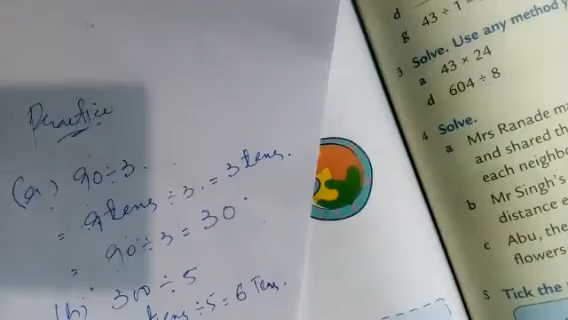 Practice
(a) 90÷3.
= 9 tens ÷ 3. = 3 tens.
= 90÷3 = 30.
(b) 300÷5
tens ÷5 = 6 Tens.
d
g 43 ÷ 1
3 Solve. Use any method y
a 43 × 24
d 604 ÷ 8
4 Solve.
a Mrs Ranade ma
and shared th
each neighbo
b Mr Singh's
distance e
c Abu, the
flowers
5 Tick the